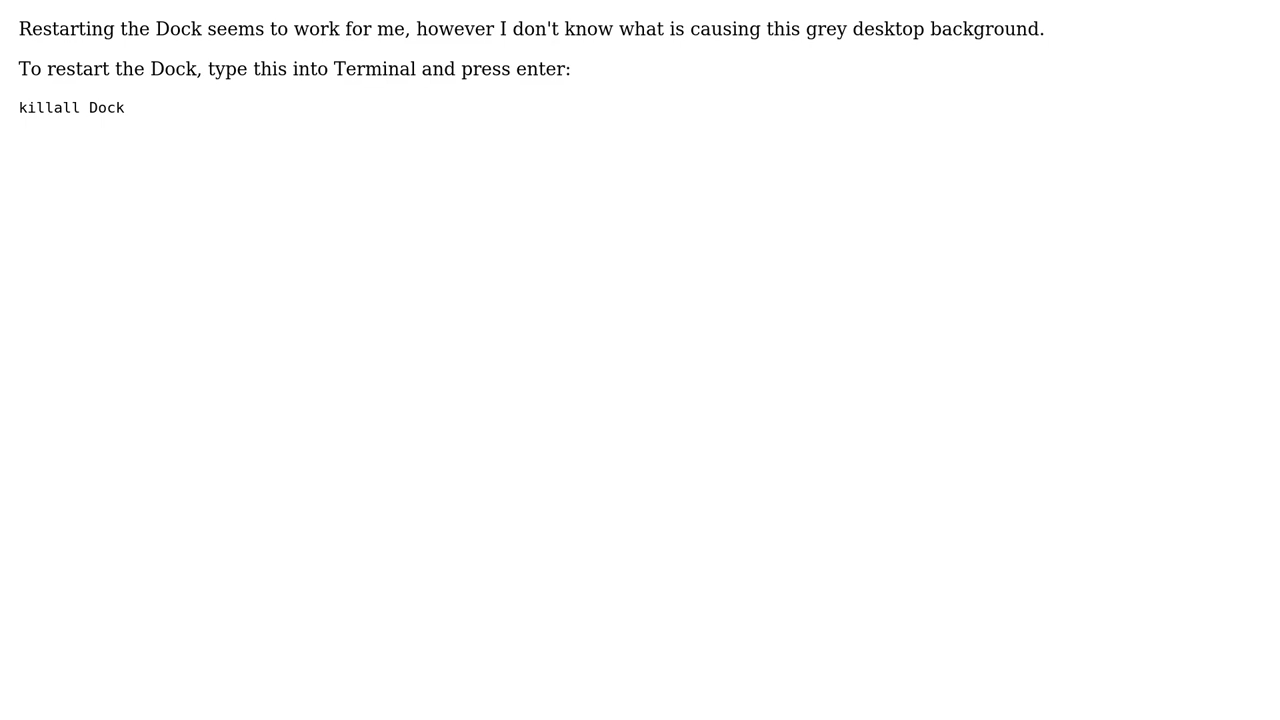 Restarting the Dock seems to work for me, however I don't know what is causing this grey desktop background.
To restart the Dock, type this into Terminal and press enter:
killall Dock